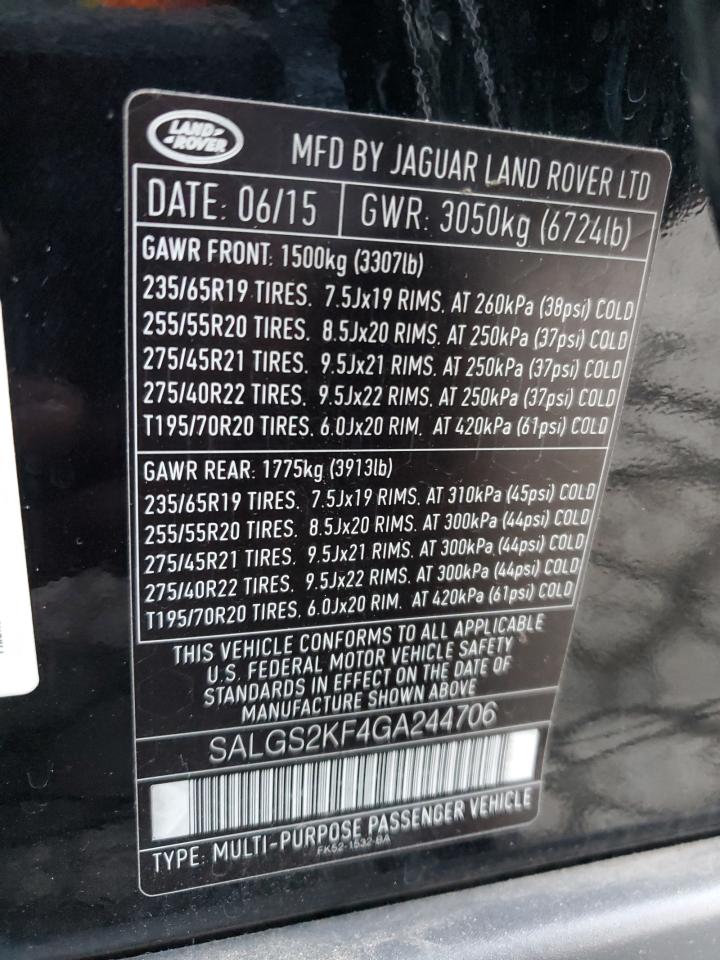 LAND-
-ROVER
MFD BY JAGUAR LAND ROVER LTD
DATE: 06/15 GWR: 3050kg (6724lb)
GAWR FRONT: 1500kg (3307lb)
235/65R19 TIRES, 7.5Jx19 RIMS, AT 260kPa (38psi) COLD
255/55R20 TIRES, 8.5Jx20 RIMS, AT 250kPa (37psi) COLD
275/45R21 TIRES, 9.5Jx21 RIMS, AT 250kPa (37psi) COLD
275/40R22 TIRES, 9.5Jx22 RIMS, AT 250kPa (37psi) COLD
T195/70R20 TIRES, 6.0Jx20 RIM, AT 420kPa (61psi) COLD
GAWR REAR: 1775kg (3913lb)
235/65R19 TIRES, 7.5Jx19 RIMS, AT 310kPa (45psi) COLD
255/55R20 TIRES, 8.5Jx20 RIMS, AT 300kPa (44psi) COLD
275/45R21 TIRES, 9.5Jx21 RIMS, AT 300kPa (44psi) COLD
275/40R22 TIRES, 9.5Jx22 RIMS, AT 300kPa (44psi) COLD
T195/70R20 TIRES, 6.0Jx20 RIM, AT 420kPa (61psi) COLD
THIS VEHICLE CONFORMS TO ALL APPLICABLE
U.S. FEDERAL MOTOR VEHICLE SAFETY
STANDARDS IN EFFECT ON THE DATE OF
MANUFACTURE SHOWN ABOVE
SALGS2KF4GA244706
TYPE: MULTI-PURPOSE PASSENGER VEHICLE
FK52-1532-BA